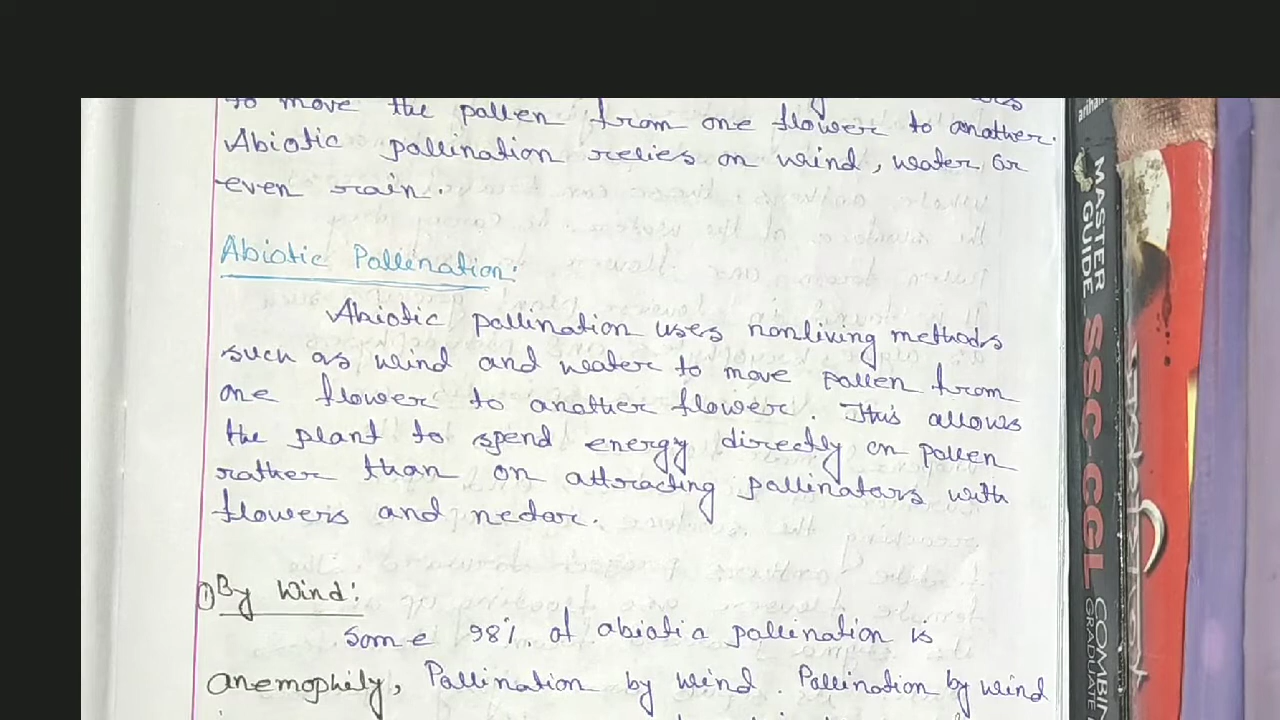 to move the pollen from one flower to another.
Abiotic pollination relies on wind, water or
even rain.
Abiotic Pollination:
Abiotic pollination uses nonliving methods
such as wind and water to move pollen from
one flower to another flower. This allows
the plant to spend energy directly on pollen
rather than on attracting pollinators with
flowers and nectar.
① By Wind:
Some 98% of abiotic pollination is
anemophily, Pollination by wind. Pollination by wind
arihan
MASTER
GUIDE
SSC-CGL
COMBIN
GRADUATE